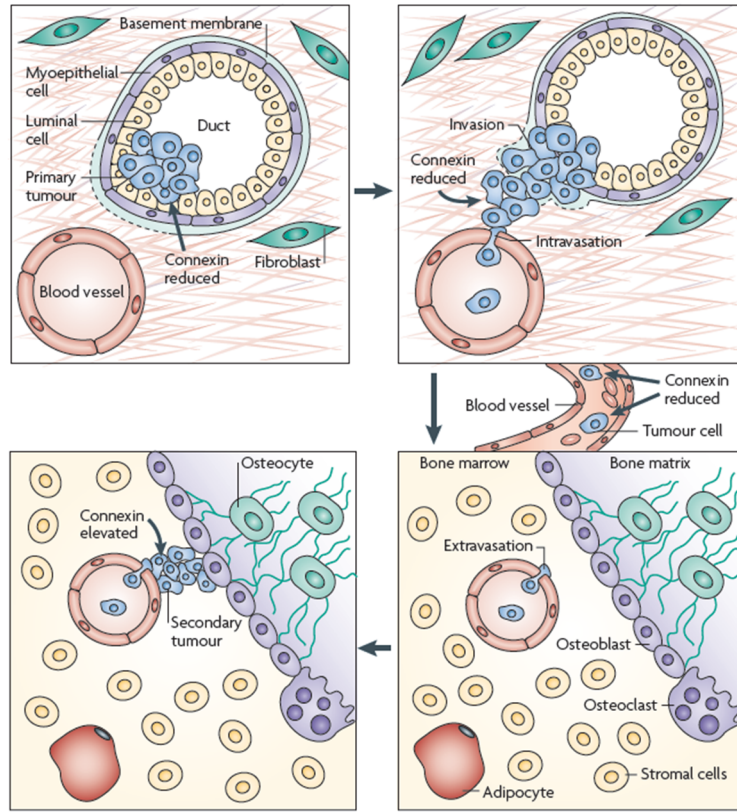 Basement membrane
Myoepithelial
cell
Luminal
cell
Duct
Primary
tumour
Connexin
reduced
Fibroblast
Blood vessel
Invasion
Connexin
reduced
Intravasation
Blood vessel
Connexin
reduced
Tumour cell
Bone marrow
Bone matrix
Extravasation
Osteoblast
Osteoclast
Adipocyte
Stromal cells
Osteocyte
Connexin
elevated
Secondary
tumour